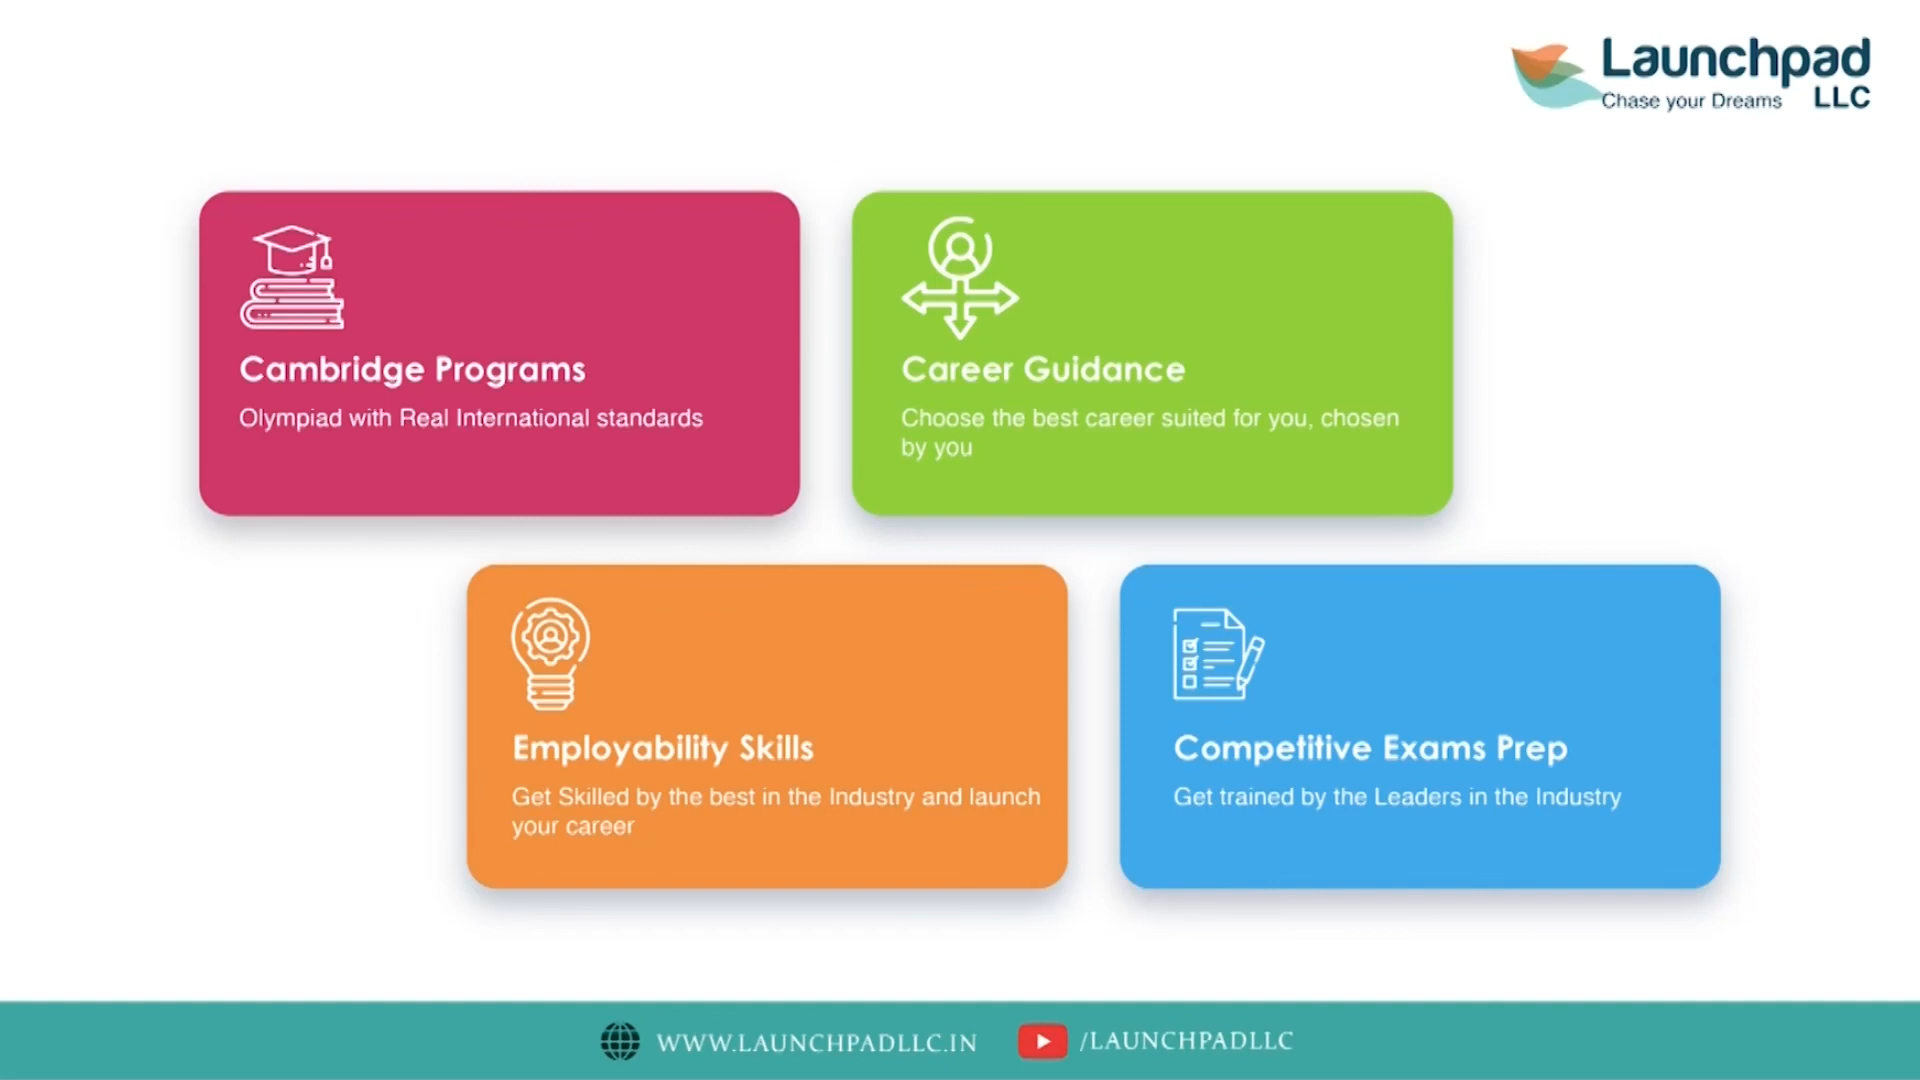 Launchpad
Chase your Dreams LLC
Cambridge Programs
Olympiad with Real International standards
Career Guidance
Choose the best career suited for you, chosen
by you
Employability Skills
Get Skilled by the best in the Industry and launch
your career
Competitive Exams Prep
Get trained by the Leaders in the Industry
WWW.LAUNCHPADLLC.IN /LAUNCHPADLLC